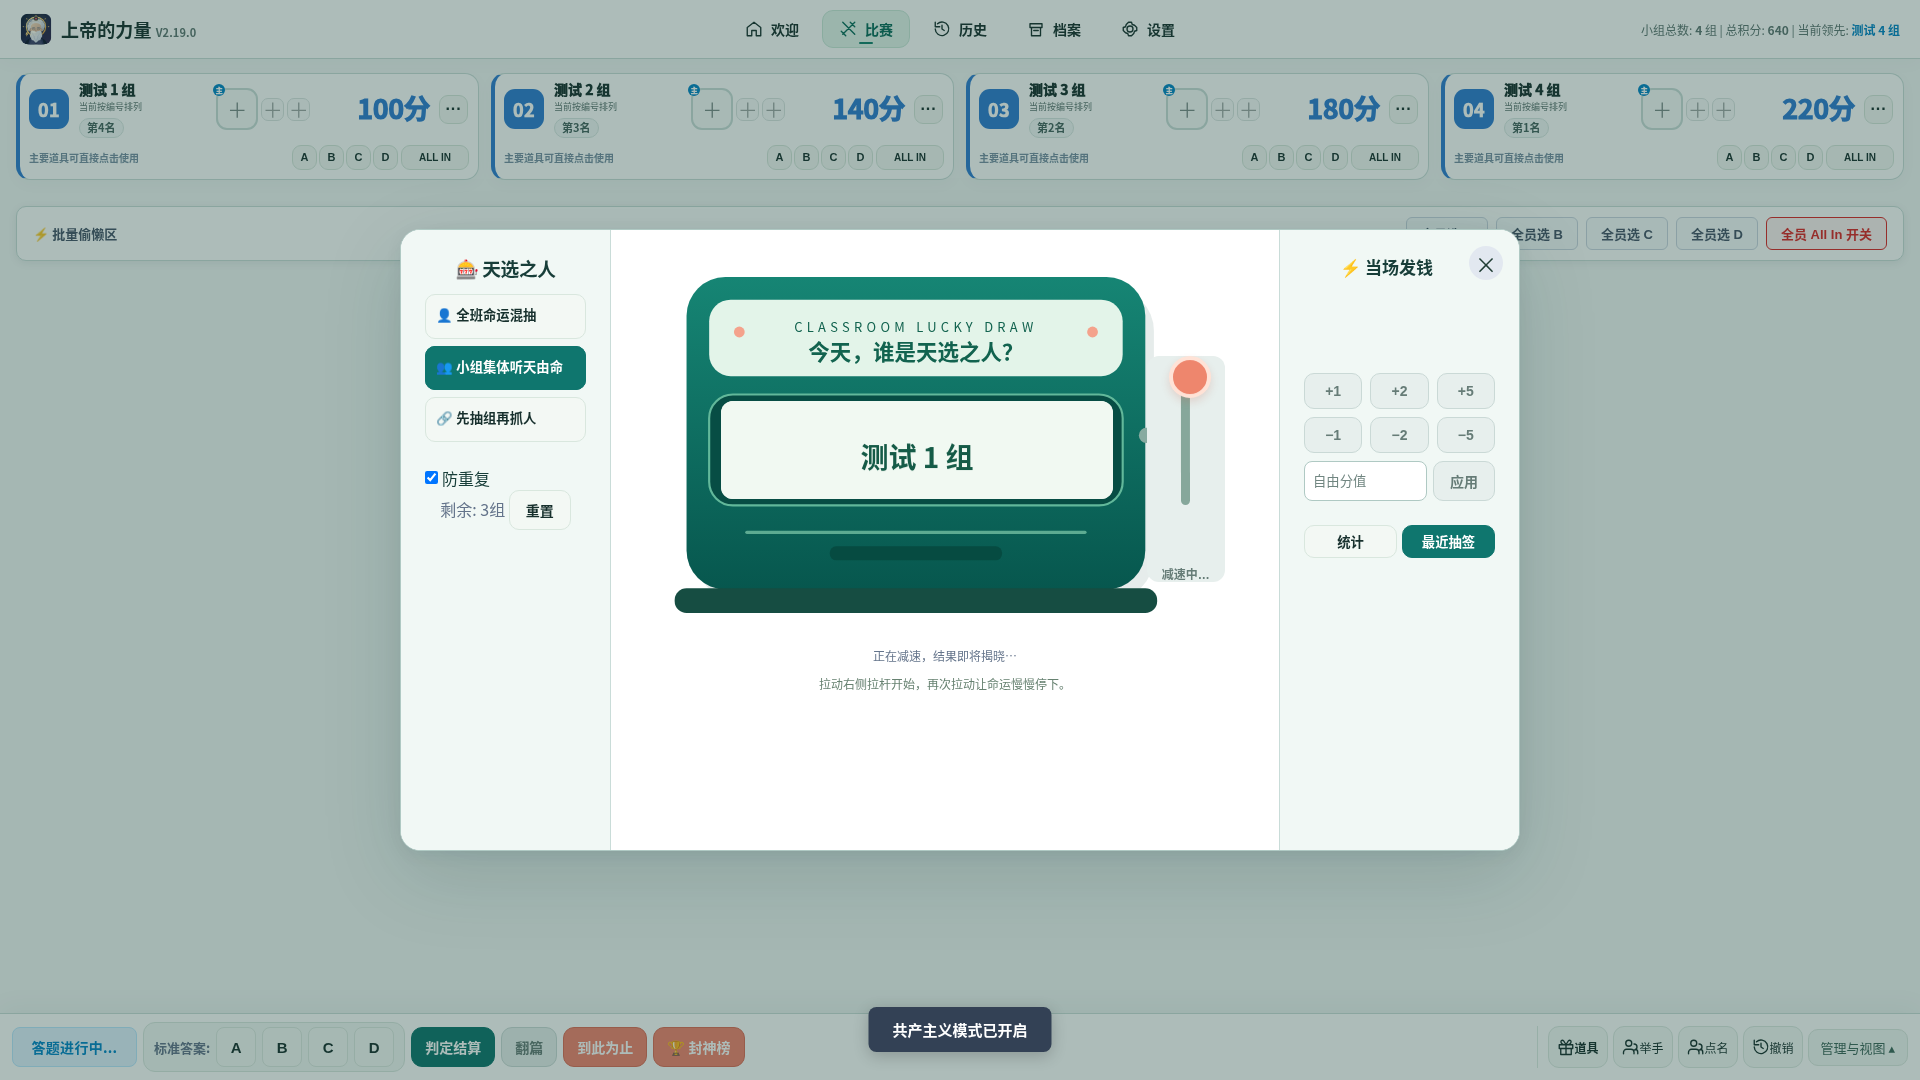 上帝的力量 V2.19.0
欢迎
比赛
历史
档案
设置
小组总数: 4 组 | 总积分: 640 | 当前领先: 测试 4 组
01
测试 1 组
当前按编号排列
第4名
主
100分
主要道具可直接点击使用
A B C D ALL IN
02
测试 2 组
当前按编号排列
第3名
主
140分
主要道具可直接点击使用
A B C D ALL IN
03
测试 3 组
当前按编号排列
第2名
主
180分
主要道具可直接点击使用
A B C D ALL IN
04
测试 4 组
当前按编号排列
第1名
主
220分
主要道具可直接点击使用
A B C D ALL IN
⚡ 批量偷懒区
全员选 B
全员选 C
全员选 D
全员 All In 开关
🎰 天选之人
👤 全班命运混抽
👥 小组集体听天由命
🔗 先抽组再抓人
防重复
剩余: 3组
重置
CLASSROOM LUCKY DRAW
今天，谁是天选之人？
测试 1 组
减速中...
正在减速，结果即将揭晓…
拉动右侧拉杆开始，再次拉动让命运慢慢停下。
⚡ 当场发钱
+1 +2 +5
−1 −2 −5
自由分值
应用
统计
最近抽签
共产主义模式已开启
答题进行中...
标准答案:
A B C D
判定结算
翻篇
到此为止
🏆 封神榜
道具
举手
点名
撤销
管理与视图 ▴